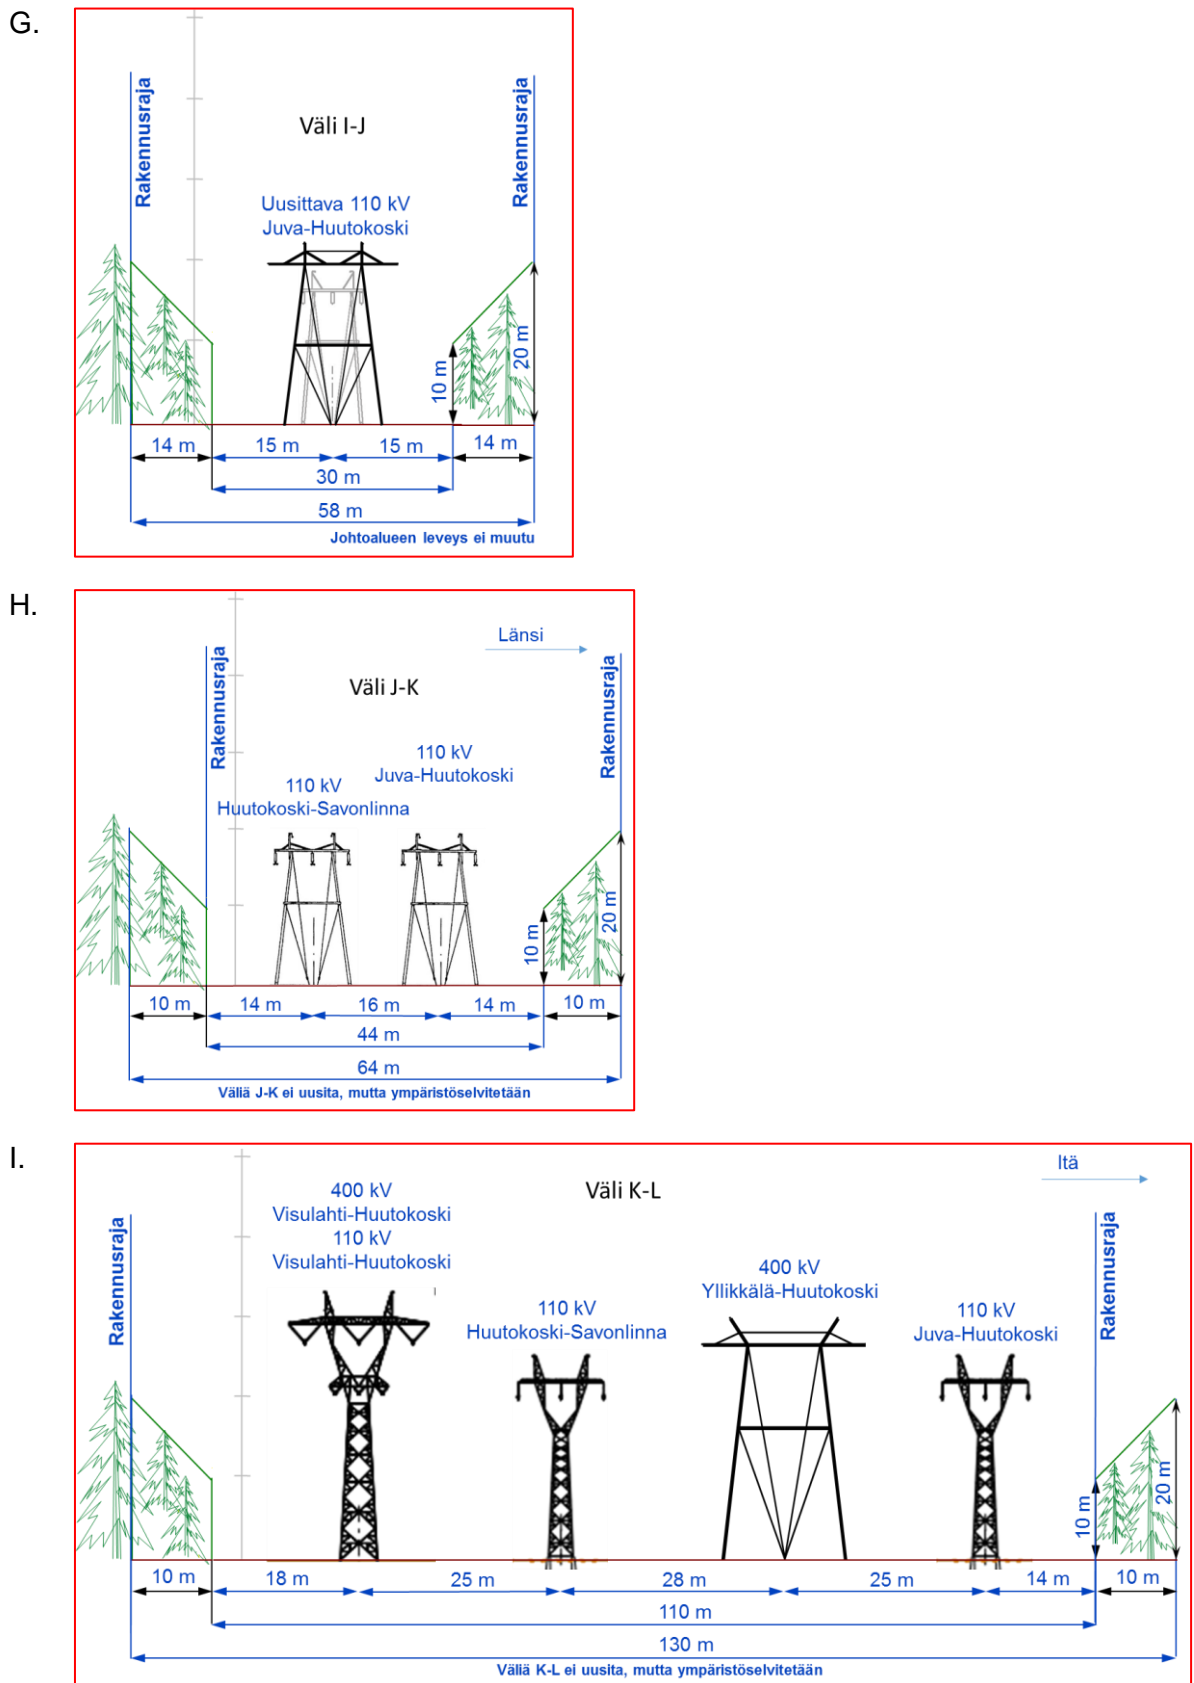 G.
Rakennusraja
Rakennusraja
Väli I-J
Uusittava 110 kV
Juva-Huutokoski
10 m
20 m
14 m
15 m
15 m
14 m
30 m
58 m
Johtoalueen leveys ei muutu
H.
Länsi
Rakennusraja
Rakennusraja
Väli J-K
110 kV
Juva-Huutokoski
110 kV
Huutokoski-Savonlinna
10 m
20 m
10 m
14 m
16 m
14 m
10 m
44 m
64 m
Väliä J-K ei uusita, mutta ympäristöselvitetään
I.
Itä
Väli K-L
Rakennusraja
Rakennusraja
400 kV
Visulahti-Huutokoski
110 kV
Visulahti-Huutokoski
110 kV
Huutokoski-Savonlinna
400 kV
Yllikkälä-Huutokoski
110 kV
Juva-Huutokoski
10 m
20 m
10 m
18 m
25 m
28 m
25 m
14 m
10 m
110 m
130 m
Väliä K-L ei uusita, mutta ympäristöselvitetään